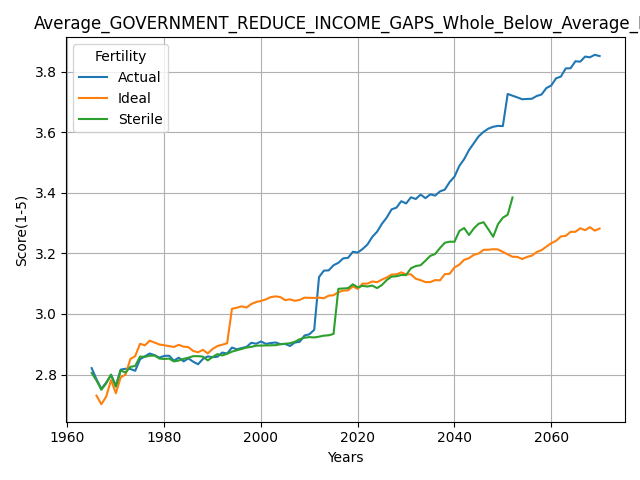 Average_GOVERNMENT_REDUCE_INCOME_GAPS_Whole_Below_Average_
Fertility
Actual
Ideal
Sterile
Score(1-5)
3.8
3.6
3.4
3.2
3.0
2.8
1960
1980
2000
2020
2040
2060
Years